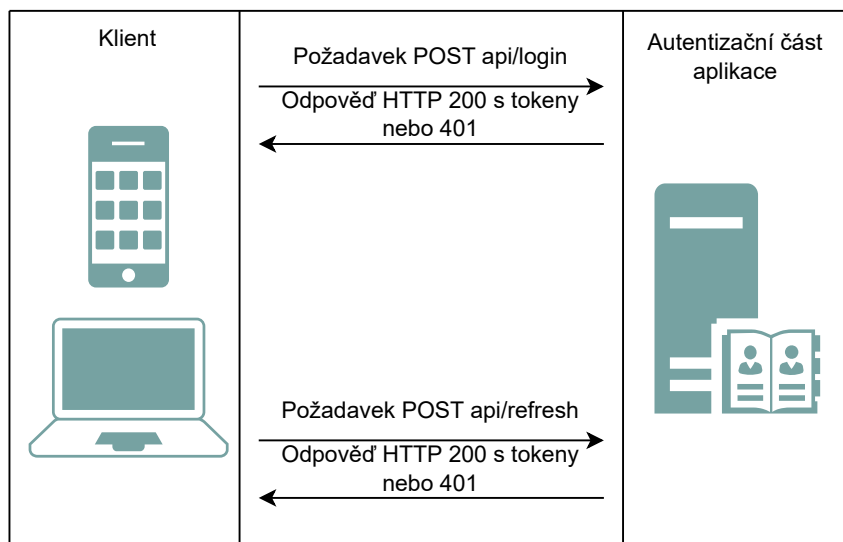 Klient
Požadavek POST api/login
Odpověď HTTP 200 s tokeny
nebo 401
Autentizační část
aplikace
Požadavek POST api/refresh
Odpověď HTTP 200 s tokeny
nebo 401